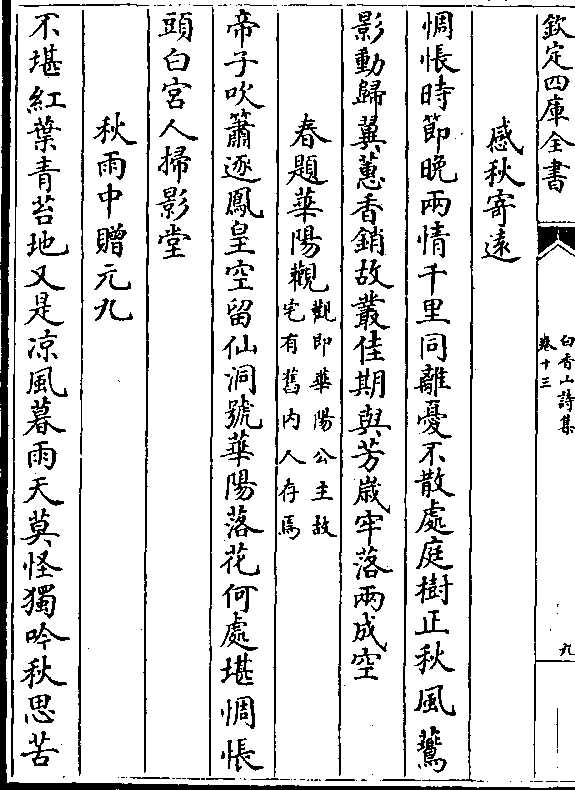 欽定四庫全書
白香山詩集
卷十三
九
感秋寄遠
惆悵時節晚兩情千里同離憂不散處庭樹正秋風鷰
影動歸翼蕙香銷故叢佳期與芳嵗牢落兩成空
春題華陽觀觀即華陽公主故
宅有舊内人存焉
帝子吹簫逐鳳皇空留仙洞號華陽落花何處堪惆悵
頭白宮人掃影堂
秋雨中贈元九
不堪紅葉青苔地又是凉風暮雨天莫怪獨吟秋思苦